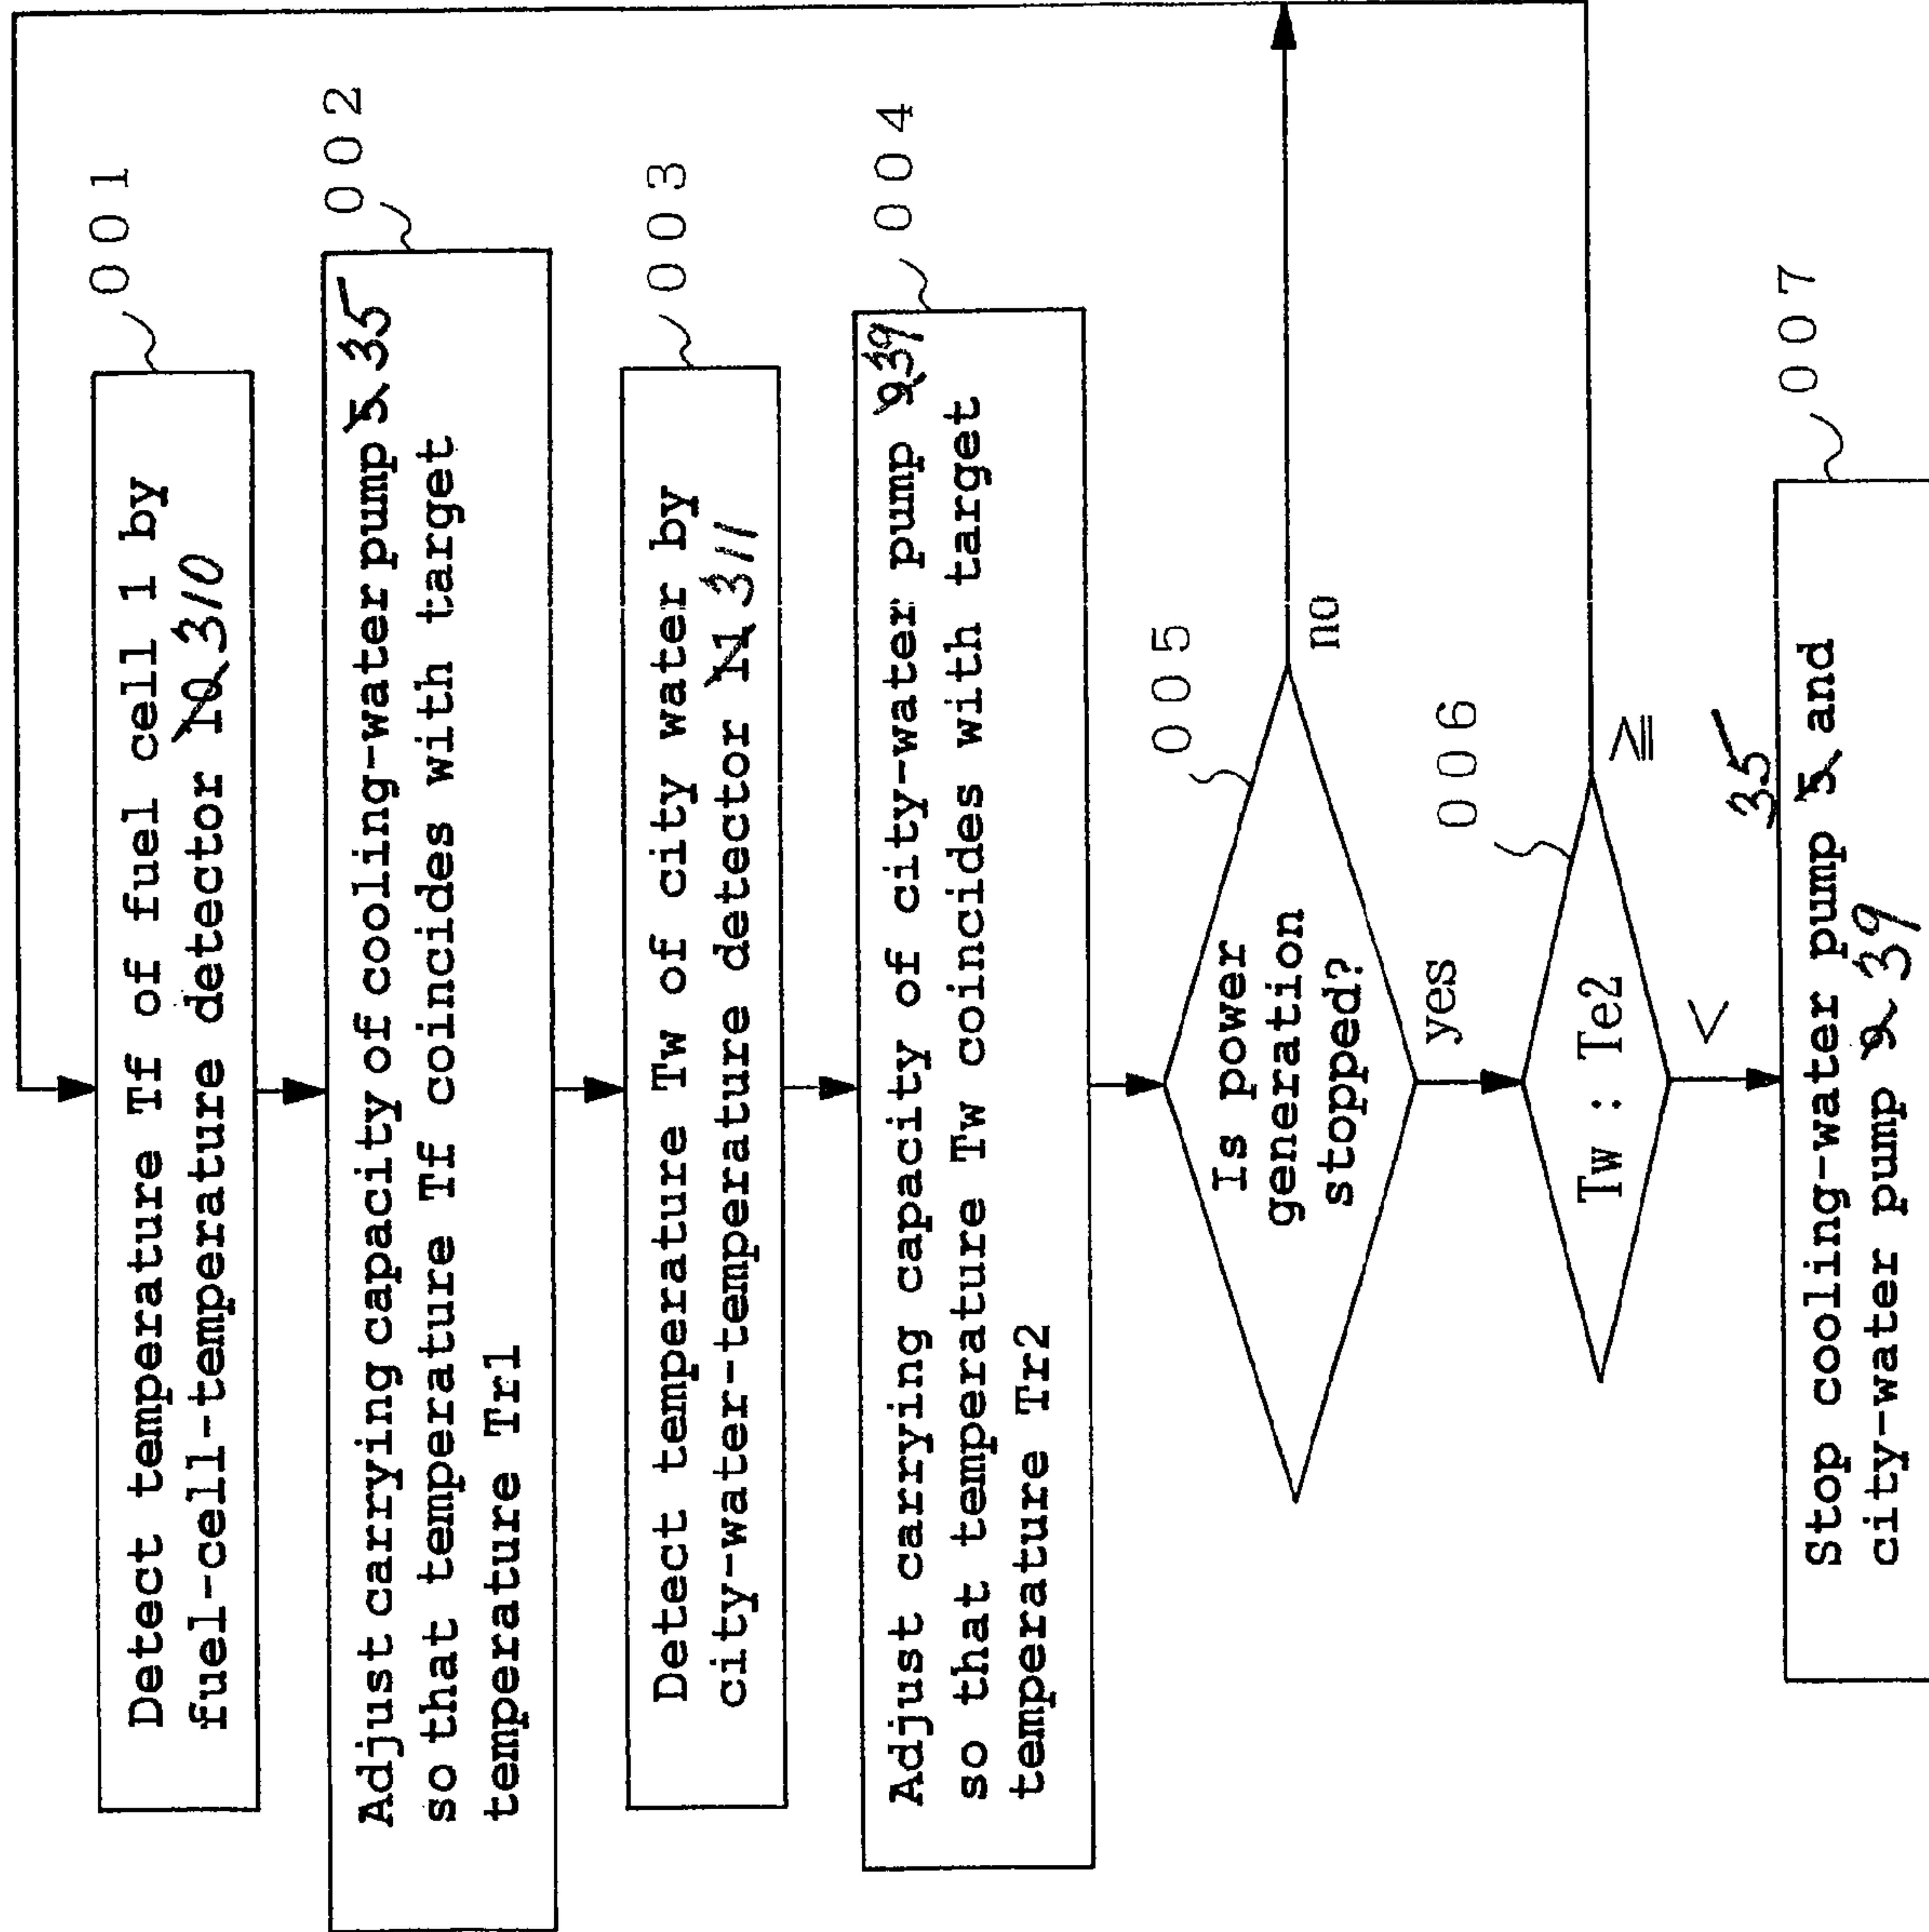 001
Detect temperature Tf of fuel cell 1 by
fuel-cell-temperature detector 10 310
002
Adjust carrying capacity of cooling-water pump 5 35
so that temperature Tf coincides with target
temperature Tr1
003
Detect temperature Tw of city water by
city-water-temperature detector 11 311
004
Adjust carrying capacity of city-water pump 9 39
so that temperature Tw coincides with target
temperature Tr2
005
Is power
generation
stopped?
no
yes
006
Tw : Te2
≧
<
007
35
Stop cooling-water pump 5 and
city-water pump 9 39